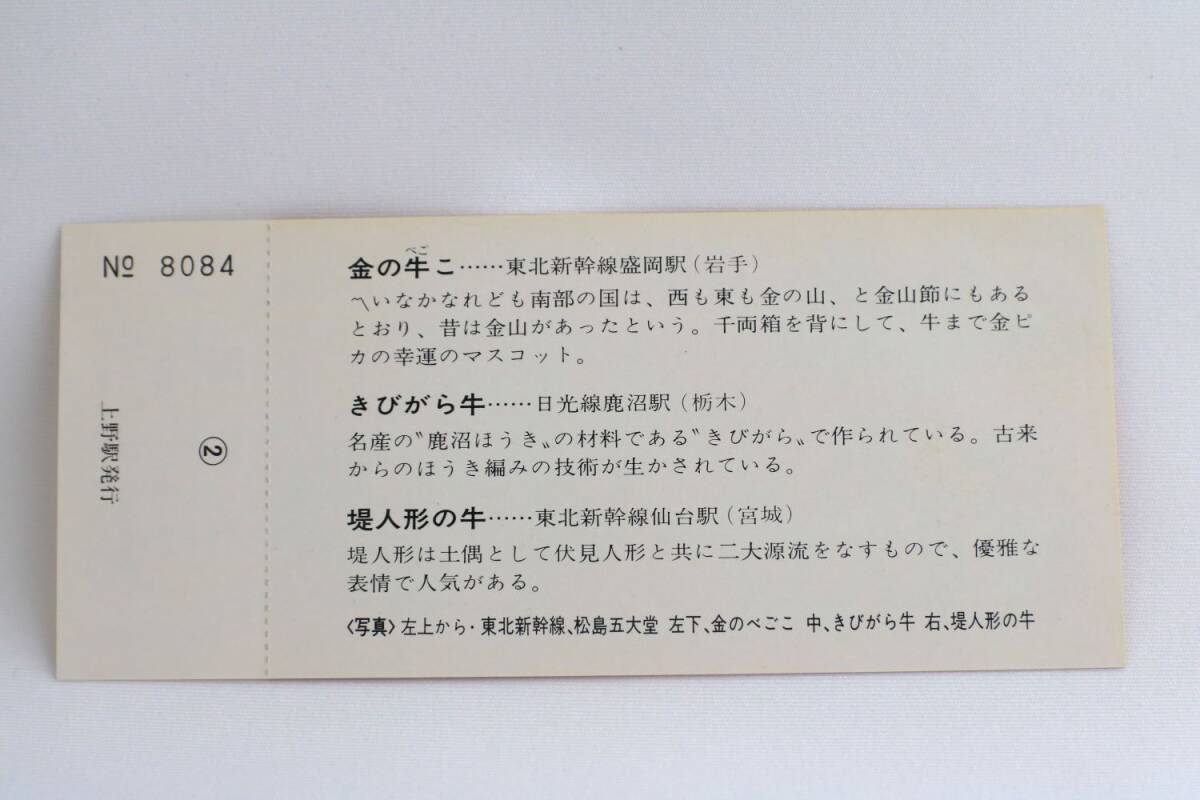 № 8084
上野駅発行
②
金の牛こ……東北新幹線盛岡駅(岩手)
べご
〽いなかなれども南部の国は、西も東も金の山、と金山節にもある
とおり、昔は金山があったという。千両箱を背にして、牛まで金ピ
カの幸運のマスコット。
きびがら牛……日光線鹿沼駅(栃木)
名産の〝鹿沼ほうき〟の材料である〝きびがら〟で作られている。古来
からのほうき編みの技術が生かされている。
堤人形の牛……東北新幹線仙台駅(宮城)
堤人形は土偶として伏見人形と共に二大源流をなすもので、優雅な
表情で人気がある。
〈写真〉左上から・東北新幹線、松島五大堂 左下、金のべごこ 中、きびがら牛 右、堤人形の牛